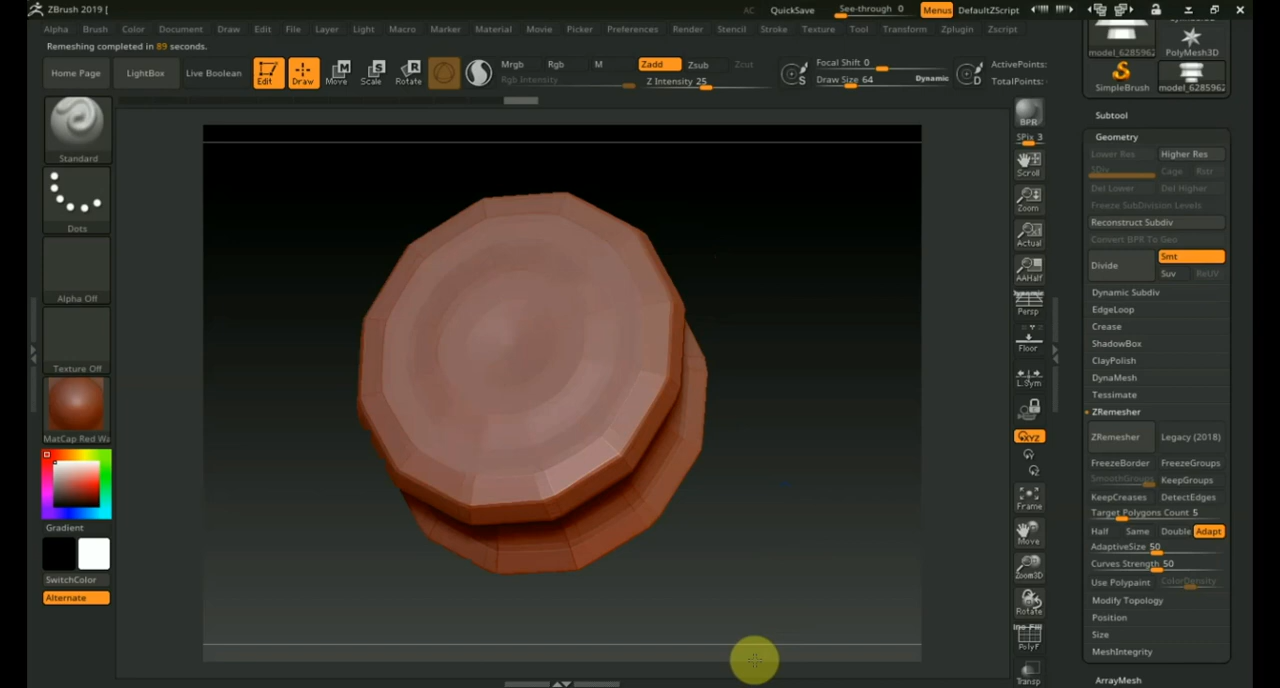 ZBrush 2019 [
AC QuickSave See-through 0 Menus DefaultZScript
Alpha Brush Color Document Draw Edit File Layer Light Macro Marker Material Movie Picker Preferences Render Stencil Stroke Texture Tool Transform Zplugin Zscript
Remeshing completed in 89 seconds.
Home Page LightBox Live Boolean Edit Draw Move Scale Rotate
Mrgb Rgb M Zadd Zsub Zcut
Rgb Intensity Z Intensity 25
Focal Shift 0
Draw Size 64 Dynamic
ActivePoints:
TotalPoints:
S
D
Standard
Dots
Alpha Off
Texture Off
MatCap Red Wa
Gradient
SwitchColor
Alternate
BPR
SPix 3
Scroll
Zoom
Actual
AAHalf
Dynamic
Persp
Floor
L.Sym
XYZ
Y
Z
Frame
Move
Zoom3D
Rotate
PolyF
Transp
model_6285962 PolyMesh3D
SimpleBrush model_6285962
Subtool
Geometry
Lower Res Higher Res
SDiv Cage Rstr
Del Lower Del Higher
Freeze SubDivision Levels
Reconstruct Subdiv
Convert BPR To Geo
Divide Smt
Suv ReUV
Dynamic Subdiv
EdgeLoop
Crease
ShadowBox
ClayPolish
DynaMesh
Tessimate
ZRemesher
ZRemesher Legacy (2018)
FreezeBorder FreezeGroups
SmoothGroups KeepGroups
KeepCreases DetectEdges
Target Polygons Count 5
Half Same Double Adapt
AdaptiveSize 50
Curves Strength 50
Use Polypaint ColorDensity
Modify Topology
Position
Size
MeshIntegrity
ArrayMesh